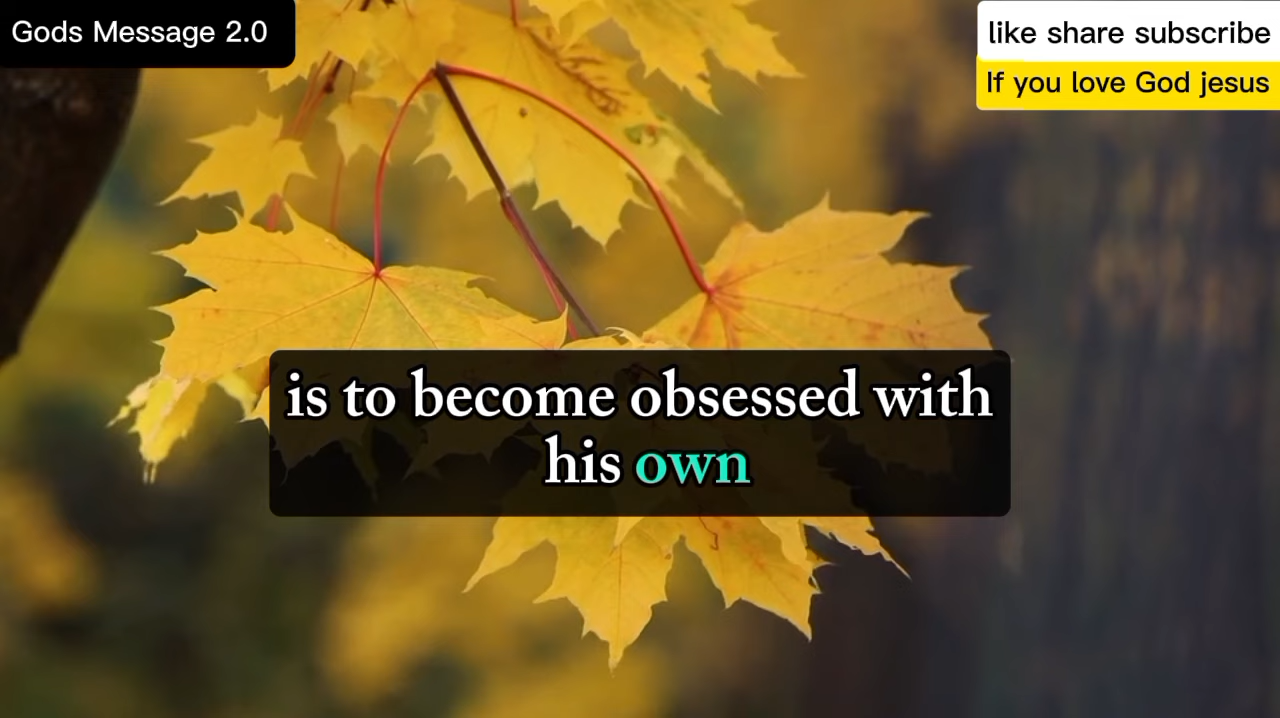 Gods Message 2.0
like share subscribe
If you love God jesus
is to become obsessed with
his own